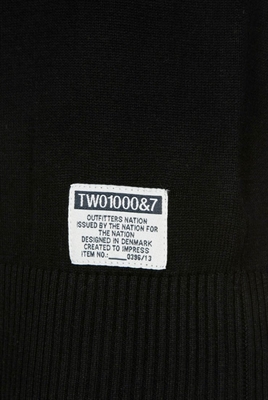 TWO1000&7
OUTFITTERS NATION
ISSUED BY THE NATION FOR
THE NATION
DESIGNED IN DENMARK
CREATED TO IMPRESS
ITEM NO.:_____0396/13